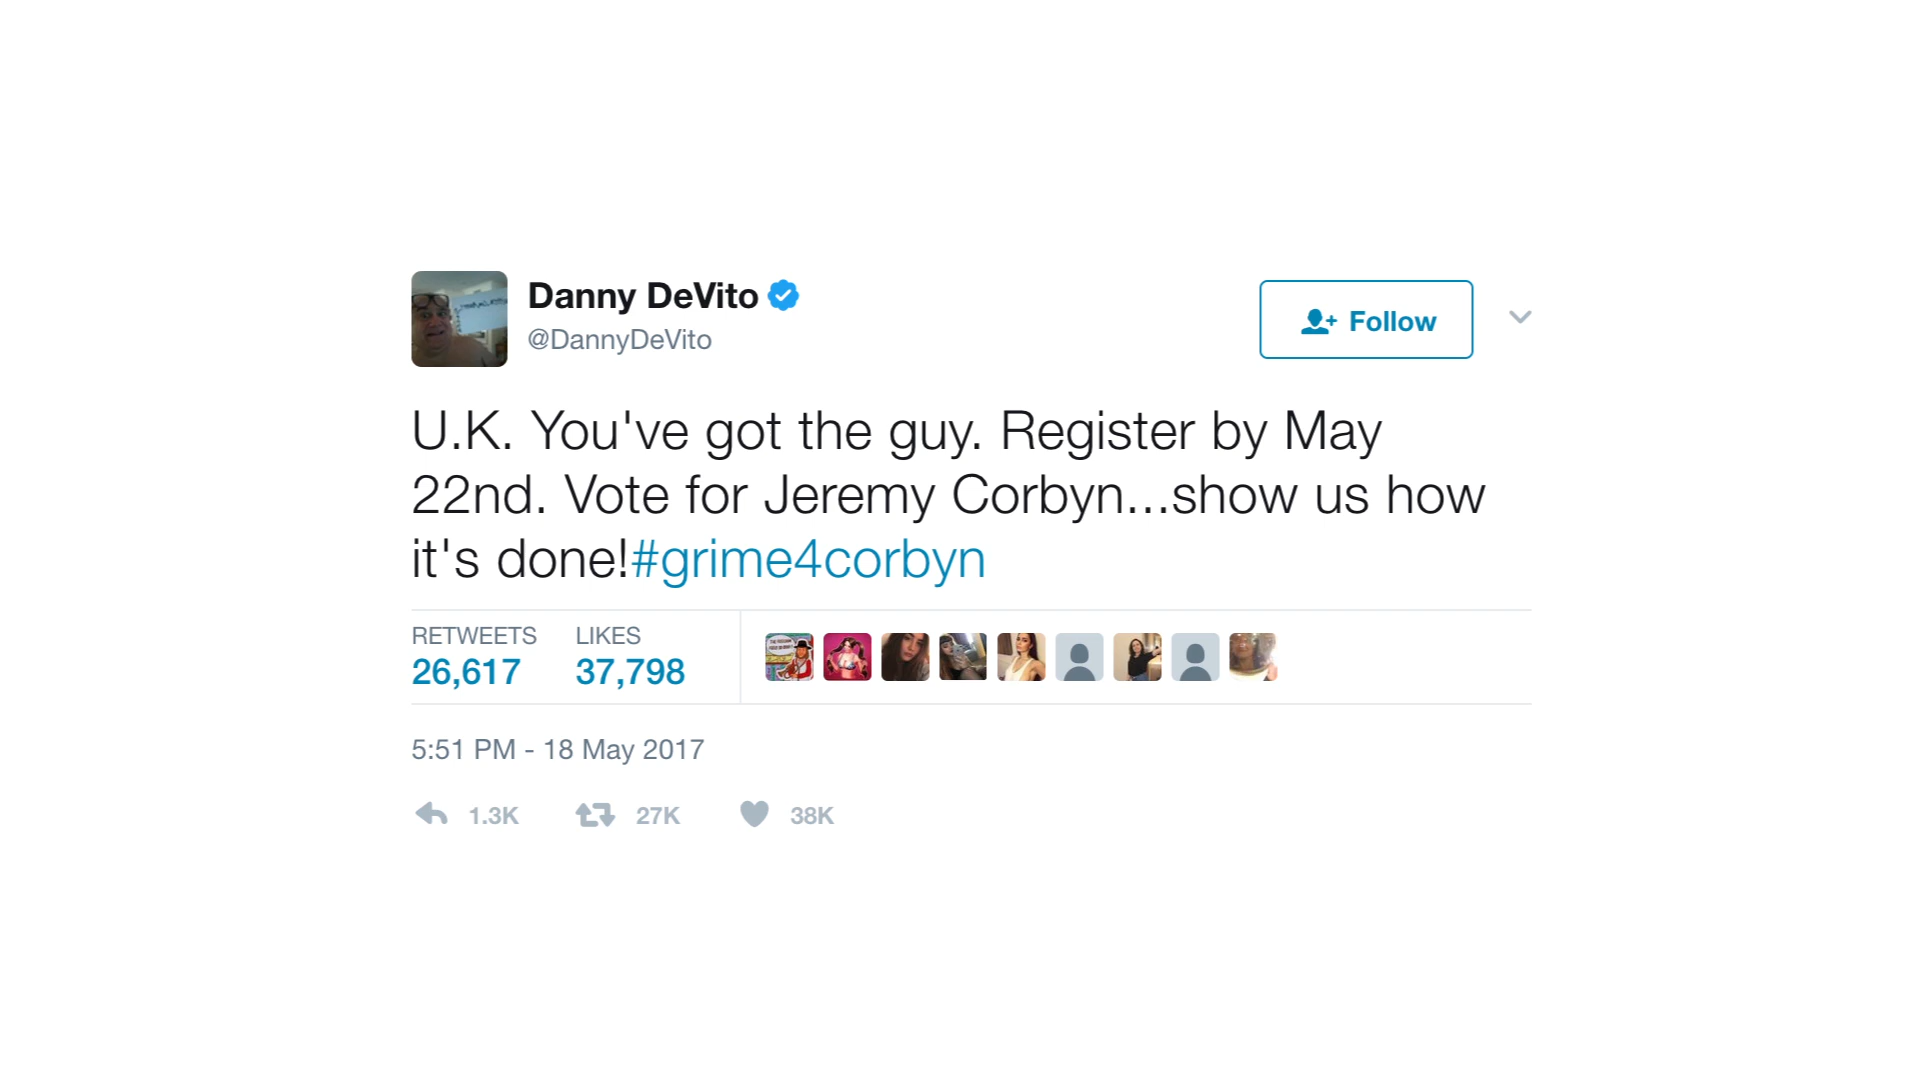 Danny DeVito
@DannyDeVito
Follow
U.K. You've got the guy. Register by May
22nd. Vote for Jeremy Corbyn...show us how
it's done!#grime4corbyn
RETWEETS LIKES
26,617 37,798
5:51 PM - 18 May 2017
1.3K 27K 38K